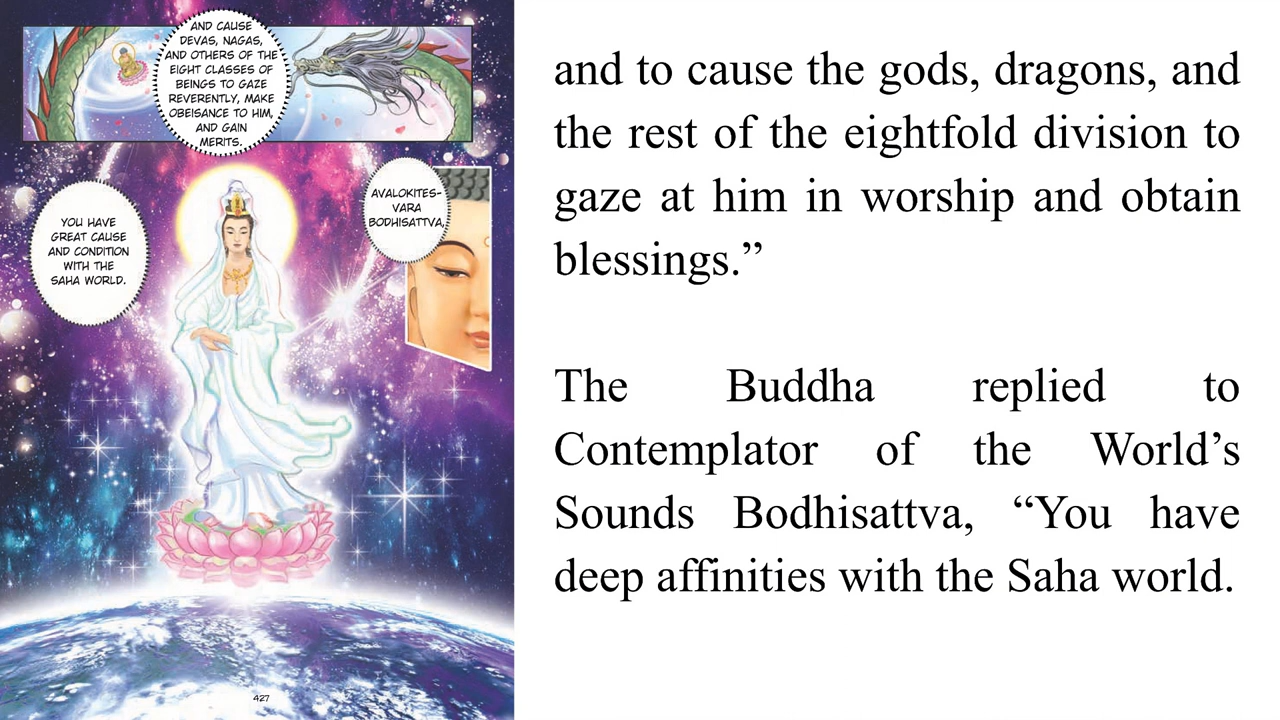 AND CAUSE
DEVAS, NAGAS,
AND OTHERS OF THE
EIGHT CLASSES OF
BEINGS TO GAZE
REVERENTLY, MAKE
OBEISANCE TO HIM,
AND GAIN
MERITS.
AVALOKITES-
VARA
BODHISATTVA,
YOU HAVE
GREAT CAUSE
AND CONDITION
WITH THE
SAHA WORLD.
427
and to cause the gods, dragons, and
the rest of the eightfold division to
gaze at him in worship and obtain
blessings.”
The Buddha replied to
Contemplator of the World’s
Sounds Bodhisattva, “You have
deep affinities with the Saha world.